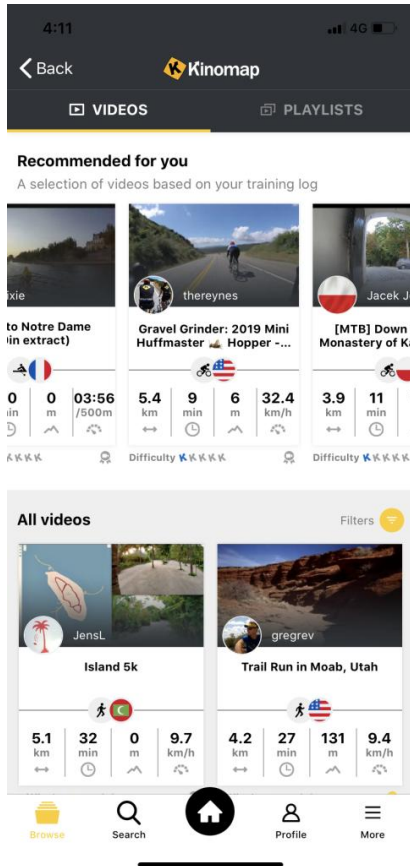 4:11
4G
Back
Kinomap
VIDEOS
PLAYLISTS
Recommended for you
A selection of videos based on your training log
ixie
thereynes
Jacek J
to Notre Dame
in extract)
Gravel Grinder: 2019 Mini
Huffmaster Hopper -...
[MTB] Down
Monastery of K
0 0 03:56
in m /500m
5.4 9 6 32.4
km min m km/h
3.9 11
km min
Difficulty
Difficulty
All videos
Filters
JensL
gregrev
Island 5k
Trail Run in Moab, Utah
5.1 32 0 9.7
km min m km/h
4.2 27 131 9.4
km min m km/h
Browse
Search
Profile
More